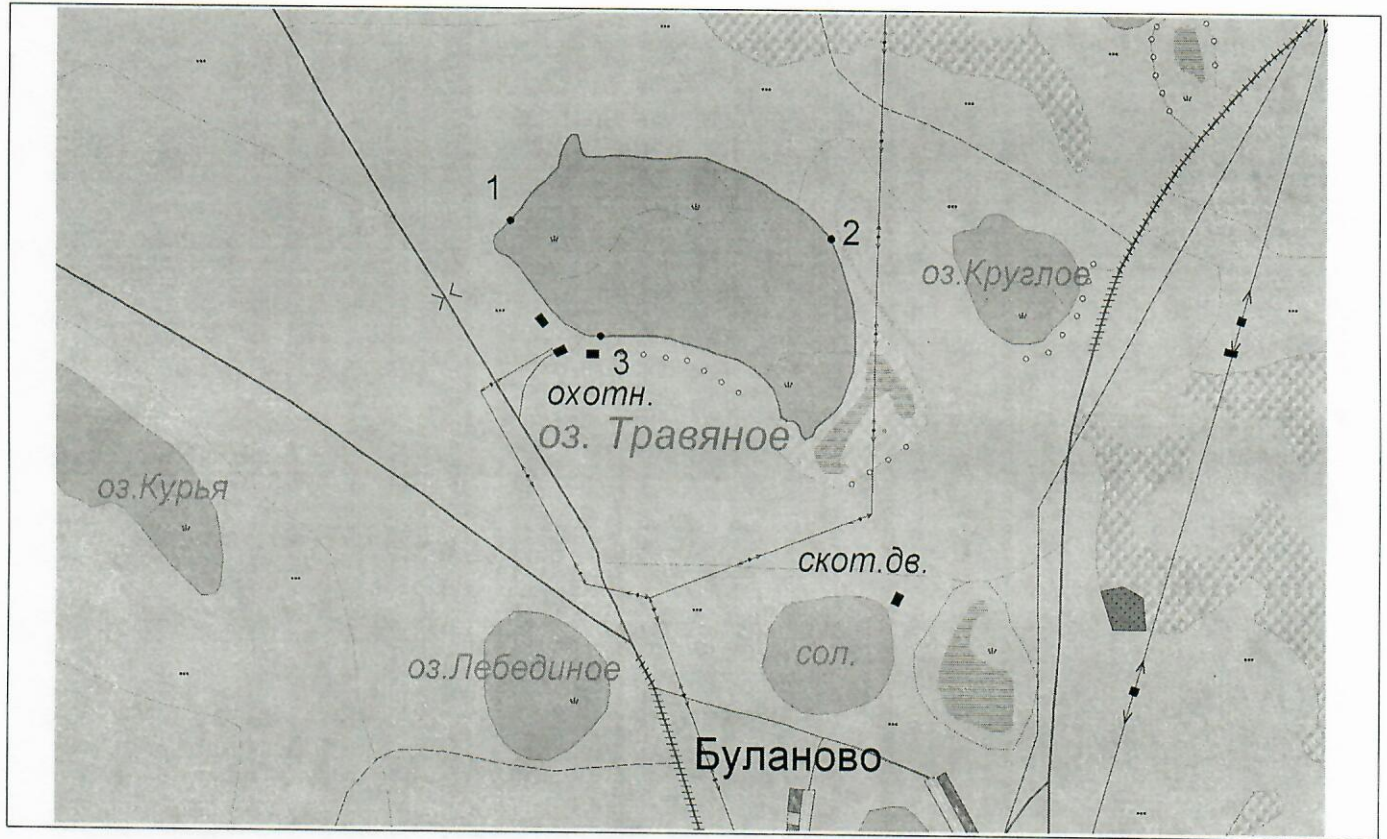 1
2
оз.Круглое
3
охотн.
оз. Травяное
оз.Курья
скот.дв.
оз.Лебединое
сол.
Буланово